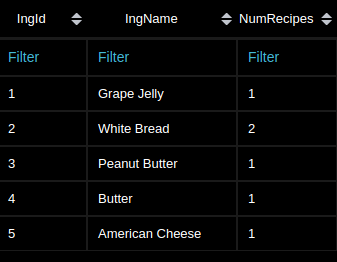 IngId IngName NumRecipes
Filter Filter Filter
1 Grape Jelly 1
2 White Bread 2
3 Peanut Butter 1
4 Butter 1
5 American Cheese 1